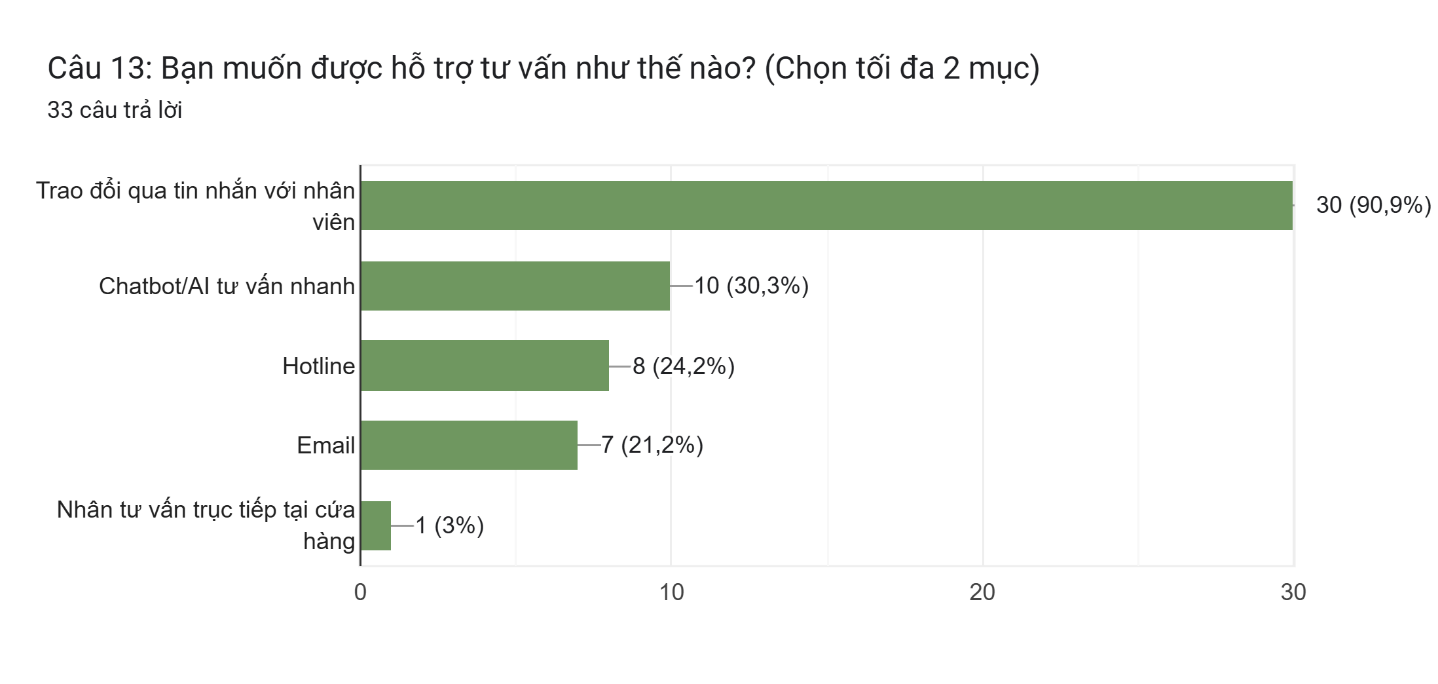 Câu 13: Bạn muốn được hỗ trợ tư vấn như thế nào? (Chọn tối đa 2 mục)
33 câu trả lời
Trao đổi qua tin nhắn với nhân
viên
30 (90,9%)
Chatbot/AI tư vấn nhanh
10 (30,3%)
Hotline
8 (24,2%)
Email
7 (21,2%)
Nhân tư vấn trục tiếp tại cứa
hàng
1 (3%)
0
10
20
30